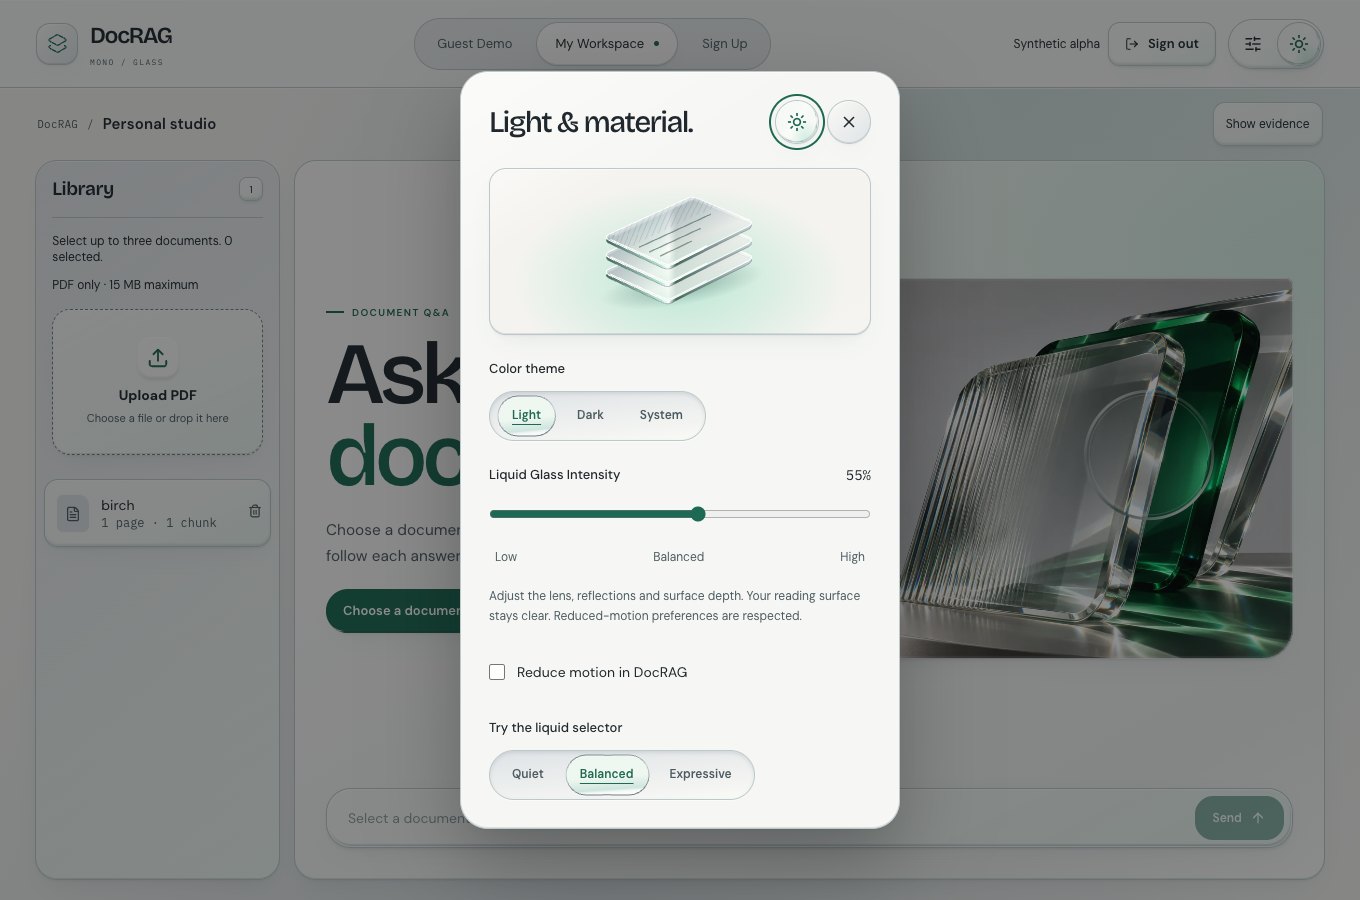 DocRAG
MONO / GLASS
Guest Demo
My Workspace
Sign Up
Synthetic alpha
Sign out
DocRAG / Personal studio
Show evidence
Library
1
Select up to three documents. 0
selected.
PDF only · 15 MB maximum
Upload PDF
Choose a file or drop it here
birch
1 page · 1 chunk
DOCUMENT Q&A
Ask
doc
Choose a documen
follow each answer
Choose a documen
Select a documen
Send
Light & material.
Color theme
Light
Dark
System
Liquid Glass Intensity
55%
Low
Balanced
High
Adjust the lens, reflections and surface depth. Your reading surface
stays clear. Reduced-motion preferences are respected.
Reduce motion in DocRAG
Try the liquid selector
Quiet
Balanced
Expressive